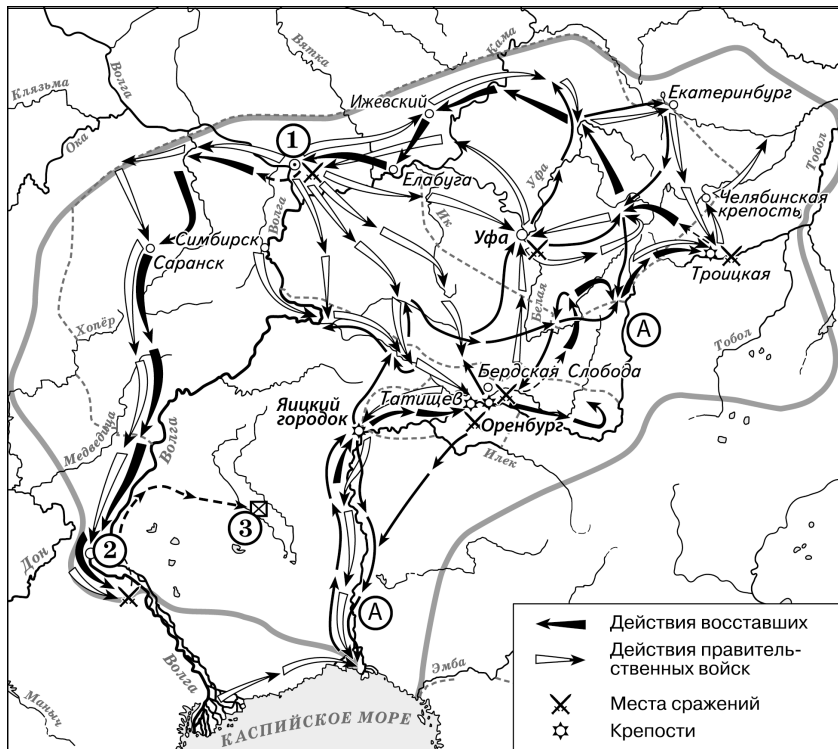 Вятка
Кама
Клязьма
Волга
Ока
Ижевский
Екатеринбург
Тобол
1
Елабуга
Уфа
Челябинская
крепость
Волга
Ик
Симбирск
Саранск
Уфа
Троицкая
Хопёр
Белая
А
Тобол
Бердская Слобода
Татищев
Яицкий
городок
Оренбург
Медведица
Волга
Илек
3
2
Дон
А
Волга
Эмба
Маныч
КАСПИЙСКОЕ МОРЕ
Действия восставших
Действия правитель-
ственных войск
Места сражений
Крепости